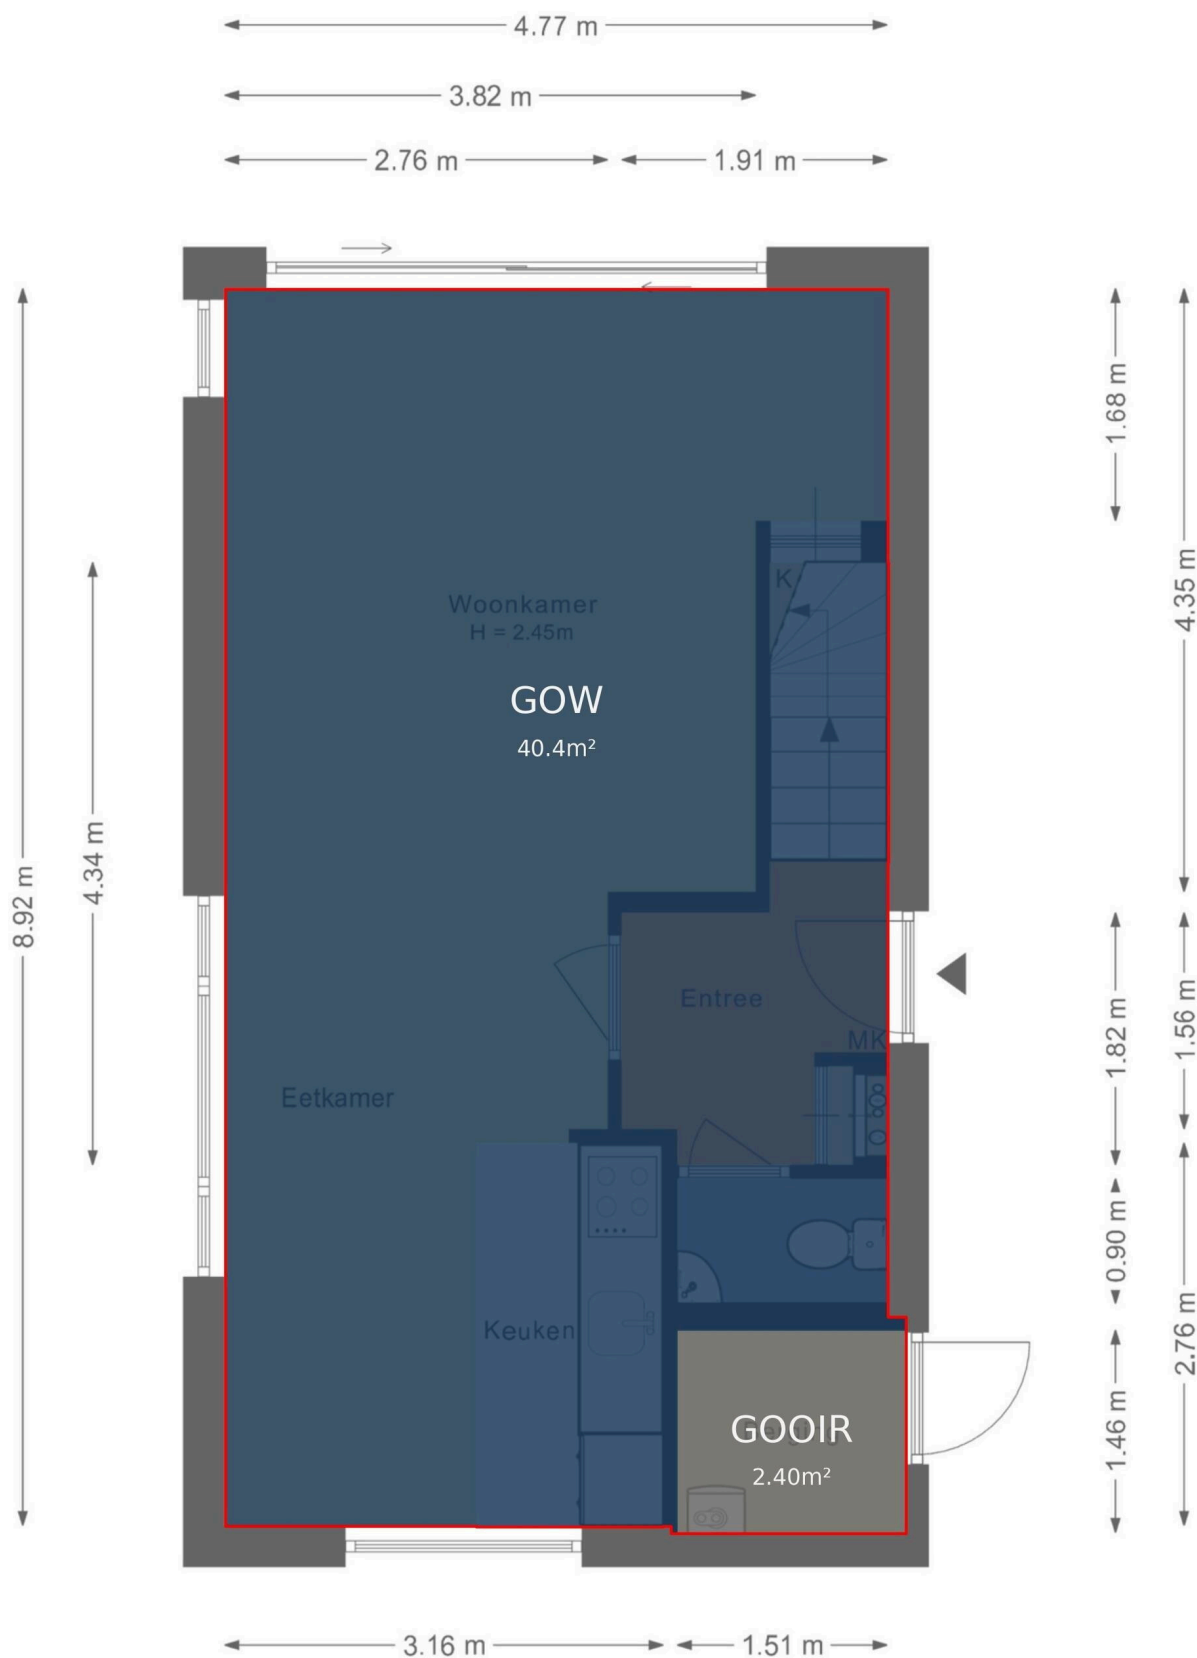 4.77 m
3.82 m
2.76 m
1.91 m
1.68 m
4.35 m
8.92 m
4.34 m
Woonkamer
H = 2.45m
K
GOW
40.4m²
Entree
MK
Eetkamer
1.82 m
1.56 m
0.90 m
Keuken
2.76 m
1.46 m
GOOIR
2.40m²
3.16 m
1.51 m